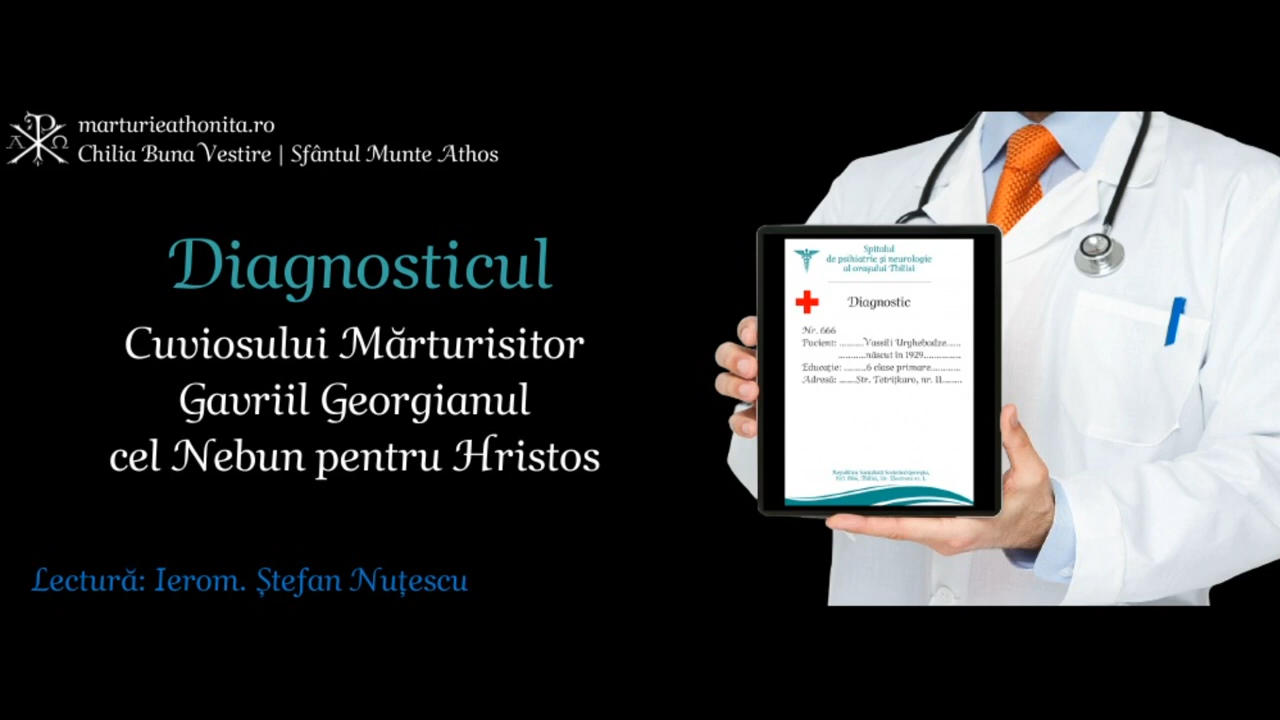 marturieathonita.ro
Chilia Buna Vestire | Sfântul Munte Athos
Diagnosticul
Cuviosului Mărturisitor
Gavriil Georgianul
cel Nebun pentru Hristos
Lectură: Ierom. Ștefan Nuțescu
Spitalul
de psihiatrie și neurologie
al orașului Tbilisi
Diagnostic
Nr. 666
Pacient: .........Vassili Urghebadze.....
............născut în 1929..............
Educație: .........6 clase primare............
Adresă: ......Str. Tetrițkaro, nr. 11........